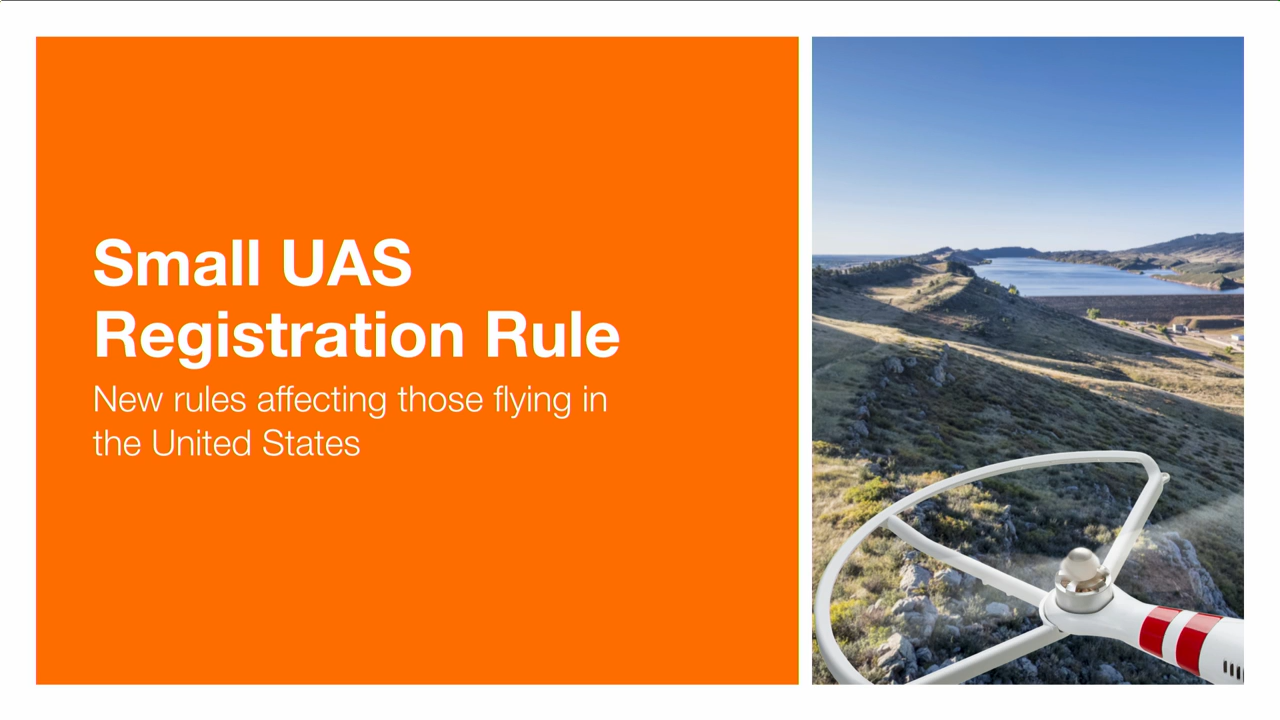 Small UAS
Registration Rule
New rules affecting those flying in
the United States